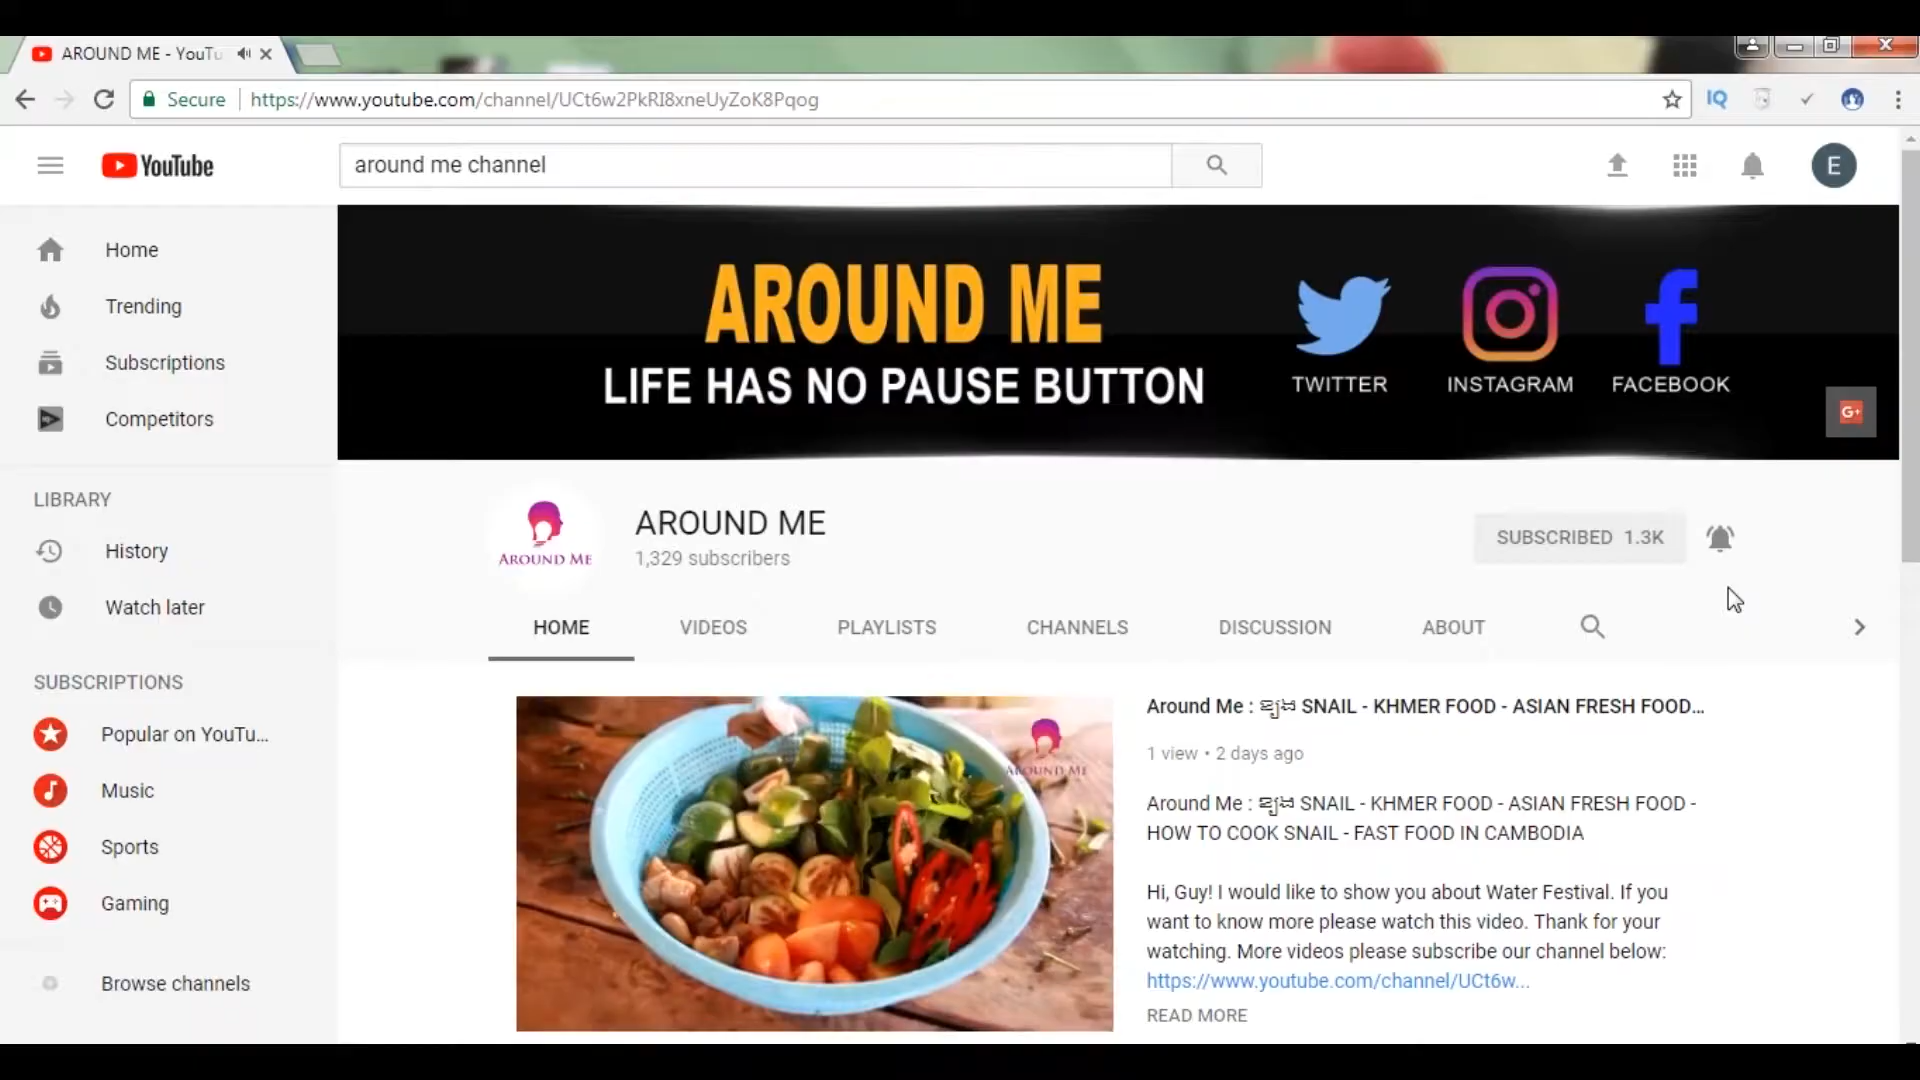 AROUND ME - YouTu
Secure
https://www.youtube.com/channel/UCt6w2PkRI8xneUyZoK8Pqog
IQ
YouTube
around me channel
E
Home
Trending
Subscriptions
Competitors
LIBRARY
History
Watch later
SUBSCRIPTIONS
Popular on YouTu...
Music
Sports
Gaming
Browse channels
AROUND ME
LIFE HAS NO PAUSE BUTTON
TWITTER
INSTAGRAM
FACEBOOK
G+
AROUND ME
AROUND ME
1,329 subscribers
SUBSCRIBED 1.3K
HOME
VIDEOS
PLAYLISTS
CHANNELS
DISCUSSION
ABOUT
AROUND ME
Around Me : ខ្យង SNAIL - KHMER FOOD - ASIAN FRESH FOOD...
1 view • 2 days ago
Around Me : ខ្យង SNAIL - KHMER FOOD - ASIAN FRESH FOOD -
HOW TO COOK SNAIL - FAST FOOD IN CAMBODIA
Hi, Guy! I would like to show you about Water Festival. If you
want to know more please watch this video. Thank for your
watching. More videos please subscribe our channel below:
https://www.youtube.com/channel/UCt6w...
READ MORE